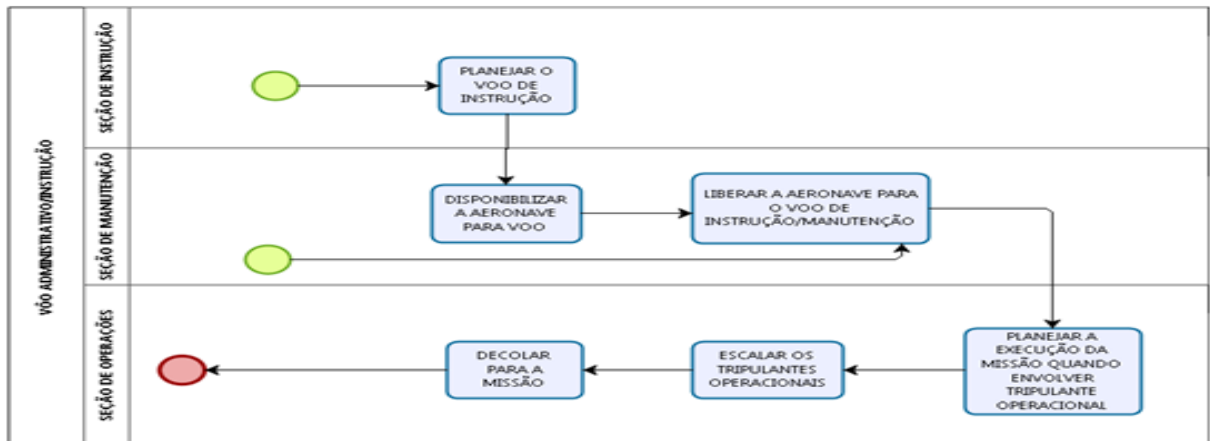 VÔO ADMINISTRATIVO/INSTRUÇÃO
SEÇÃO DE INSTRUÇÃO
PLANEJAR O
VOO DE
INSTRUÇÃO
SEÇÃO DE MANUTENÇÃO
DISPONIBILIZAR
A AERONAVE
PARA VOO
LIBERAR A AERONAVE PARA
O VOO DE
INSTRUÇÃO/MANUTENÇÃO
SEÇÃO DE OPERAÇÕES
DECOLAR
PARA A
MISSÃO
ESCALAR OS
TRIPULANTES
OPERACIONAIS
PLANEJAR A
EXECUÇÃO DA
MISSÃO QUANDO
ENVOLVER
TRIPULANTE
OPERACIONAL